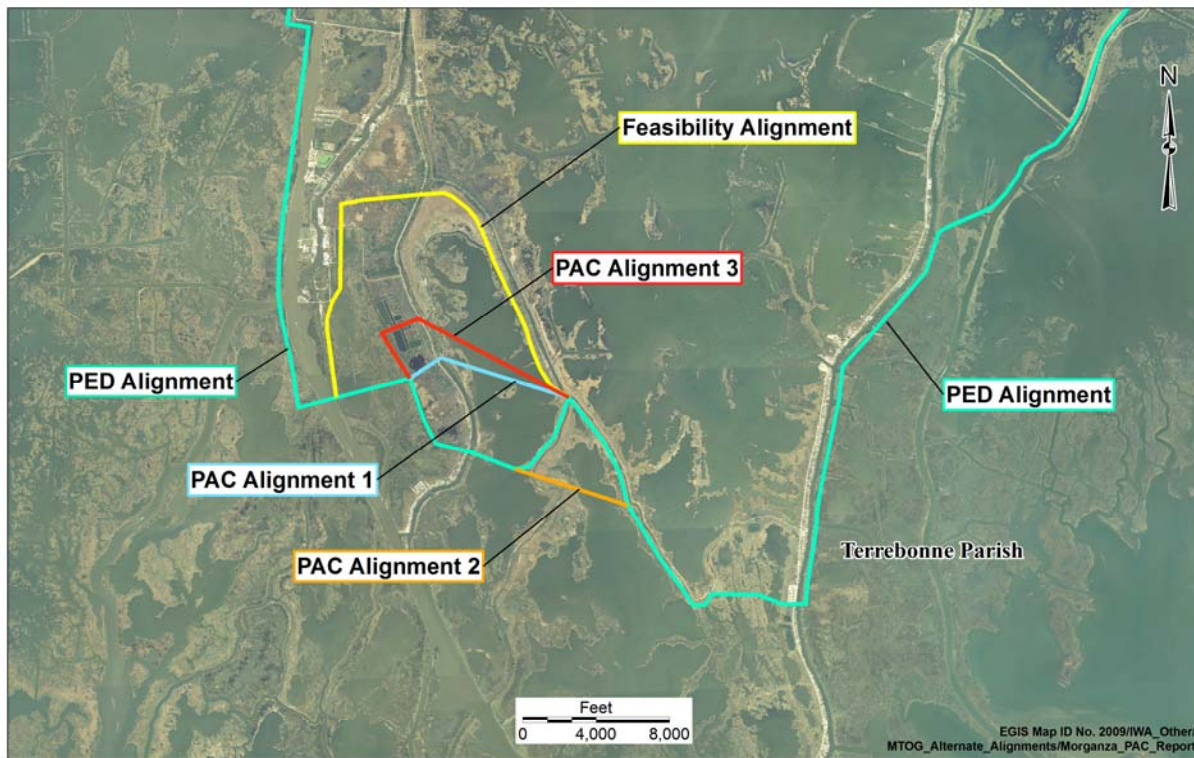 N
Feasibility Alignment
PAC Alignment 3
PED Alignment
PED Alignment
PAC Alignment 1
Terrebonne Parish
PAC Alignment 2
Feet
0 4,000 8,000
EGIS Map ID No. 2009/IWA_Other/
MTOG_Alternate_Alignments/Morganza_PAC_Report